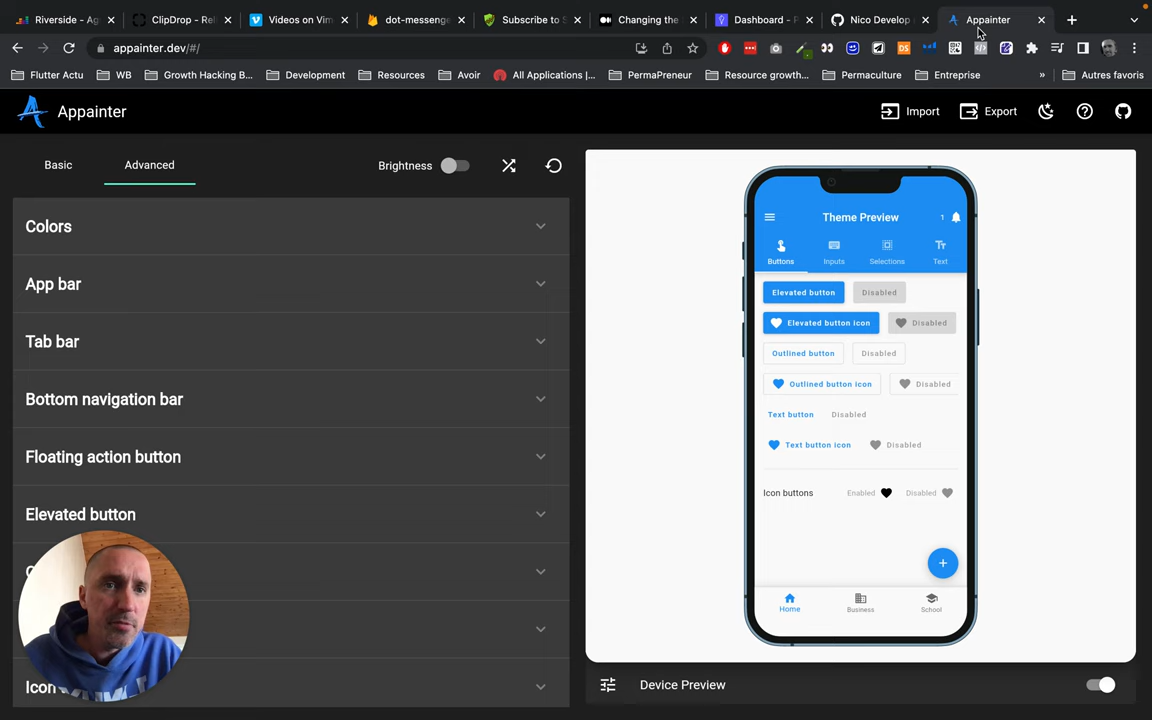 Riverside - Ag
ClipDrop - Rel
Videos on Vim
dot-messenge
Subscribe to S
Changing the
Dashboard - P
Nico Develop
Appainter
appainter.dev/#/
Flutter Actu
WB
Growth Hacking B...
Development
Resources
Avoir
All Applications |...
PermaPreneur
Resource growth...
Permaculture
Entreprise
»
Autres favoris
Appainter
Import
Export
Basic
Advanced
Brightness
Colors
App bar
Tab bar
Bottom navigation bar
Floating action button
Elevated button
Icon
Theme Preview
1
Buttons
Inputs
Selections
Text
Elevated button
Disabled
Elevated button icon
Disabled
Outlined button
Disabled
Outlined button icon
Disabled
Text button
Disabled
Text button icon
Disabled
Icon buttons
Enabled
Disabled
Home
Business
School
Device Preview